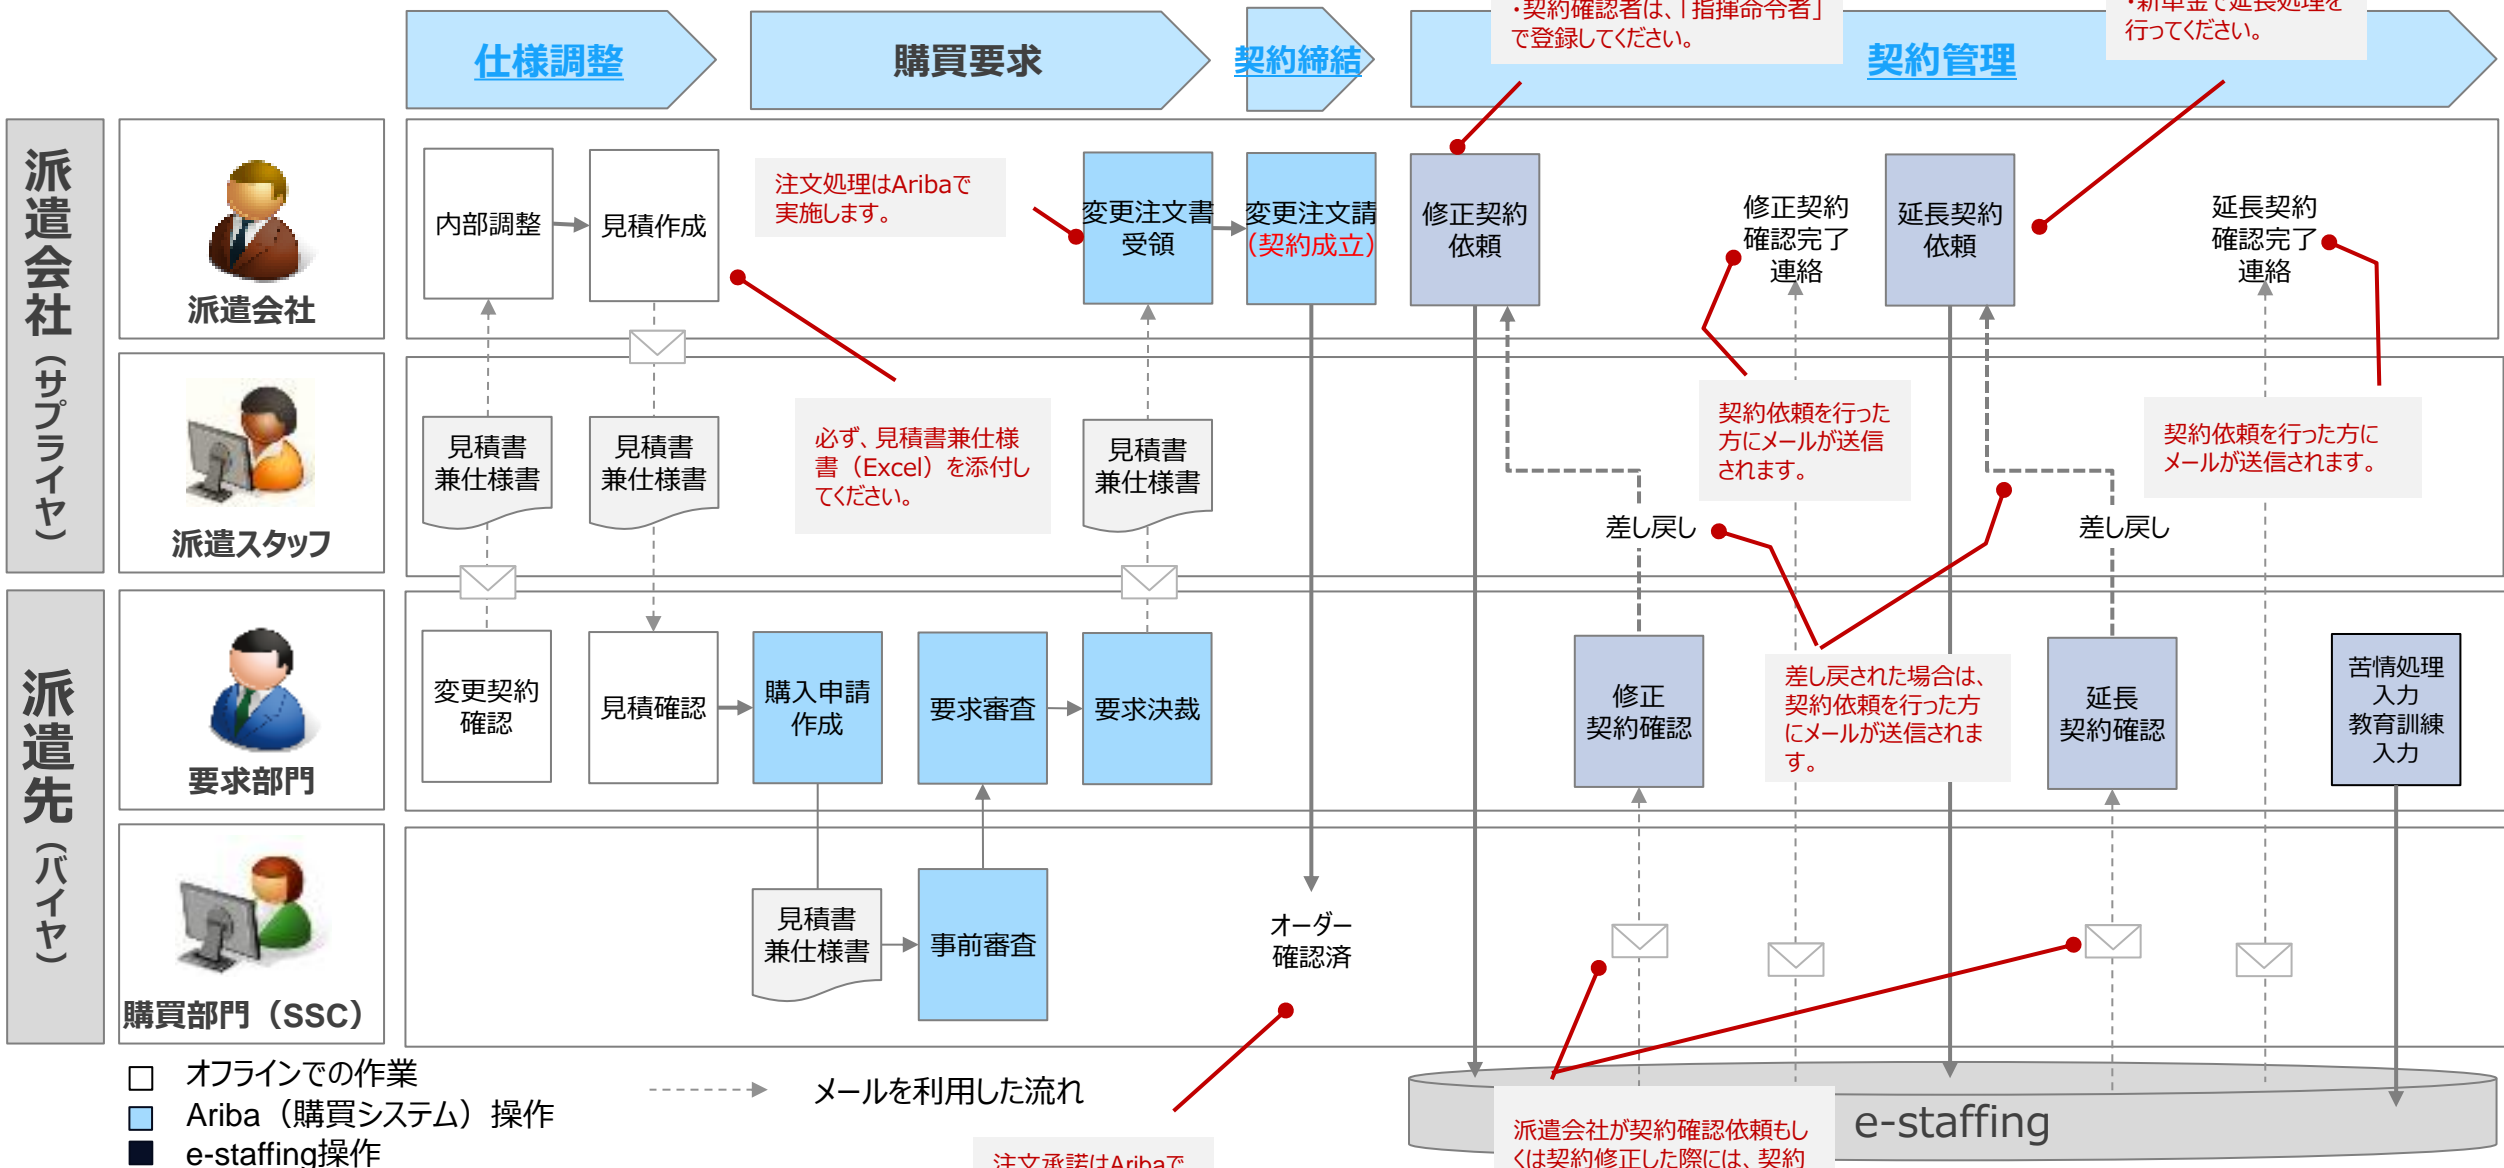 ・契約確認者は、「指揮命令者」
で登録してください。
・新単金で延長処理を
行ってください。
仕様調整
購買要求
契約締結
契約管理
派遣会社
(サプライヤ)
派遣会社
内部調整
見積作成
注文処理はAribaで
実施します。
変更注文書
受領
変更注文請
(契約成立)
修正契約
依頼
修正契約
確認完了
連絡
延長契約
依頼
延長契約
確認完了
連絡
派遣スタッフ
見積書
兼仕様書
見積書
兼仕様書
必ず、見積書兼仕様
書（Excel）を添付し
てください。
見積書
兼仕様書
契約依頼を行った
方にメールが送信
されます。
契約依頼を行った方に
メールが送信されます。
差し戻し
差し戻し
派遣先
(バイヤ)
要求部門
変更契約
確認
見積確認
購入申請
作成
要求審査
要求決裁
修正
契約確認
差し戻された場合は、
契約依頼を行った方
にメールが送信されま
す。
延長
契約確認
苦情処理
入力
教育訓練
入力
購買部門（SSC）
見積書
兼仕様書
事前審査
オーダー
確認済
オフラインでの作業
Ariba（購買システム）操作
e-staffing操作
メールを利用した流れ
注文承諾はAribaで
派遣会社が契約確認依頼もし
くは契約修正した際には、契約
e-staffing